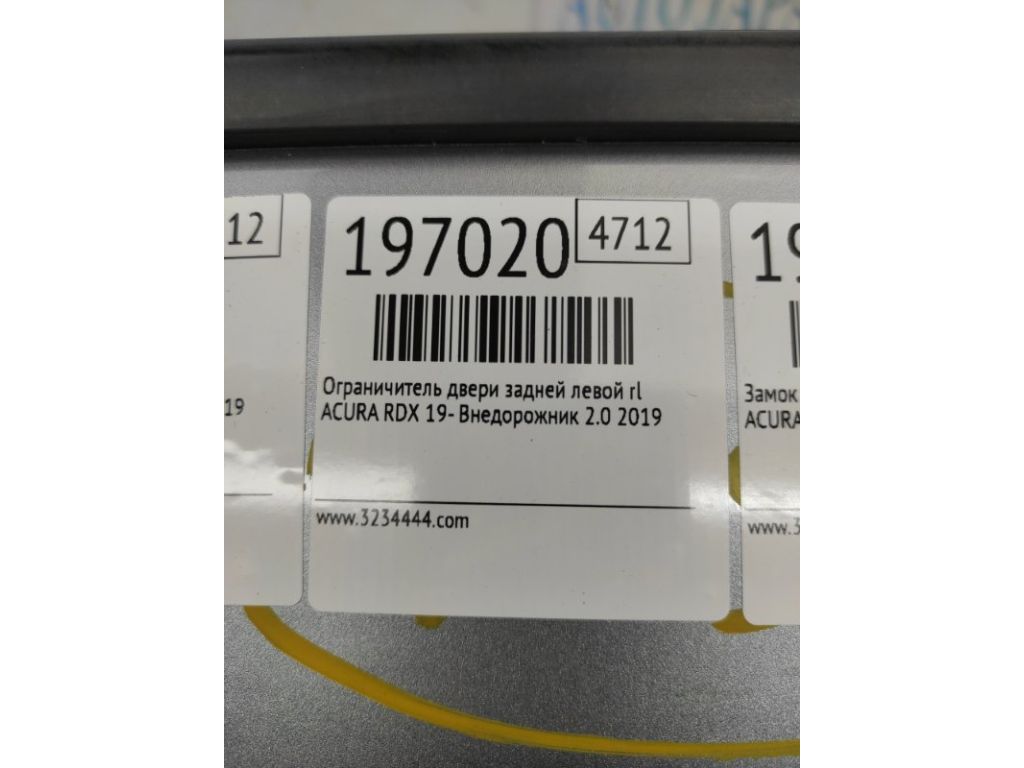 12
197020
4712
19
Ограничитель двери задней левой rl
Замок
19
ACURA RDX 19- Внедорожник 2.0 2019
ACURA
www.3234444.com
www.3